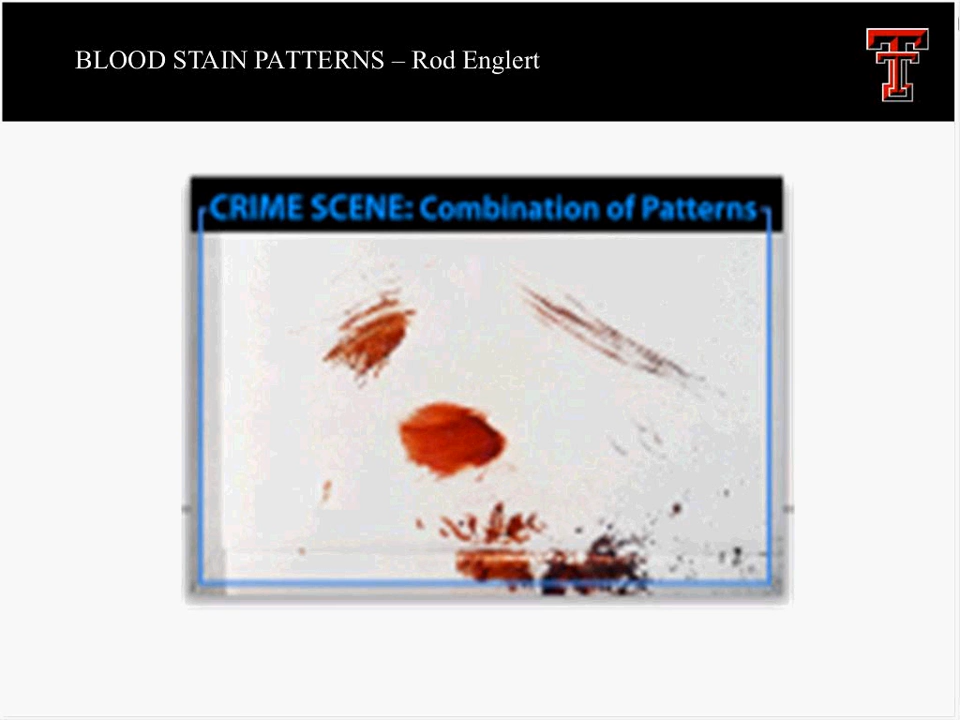 BLOOD STAIN PATTERNS – Rod Englert
CRIME SCENE: Combination of Patterns